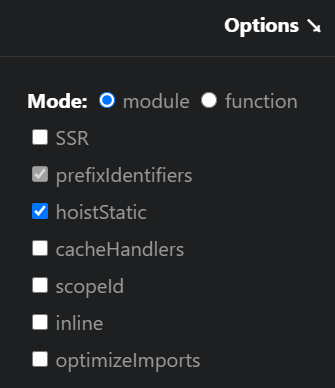 Options ↘
Mode: module function
SSR
prefixIdentifiers
hoistStatic
cacheHandlers
scopeId
inline
optimizeImports